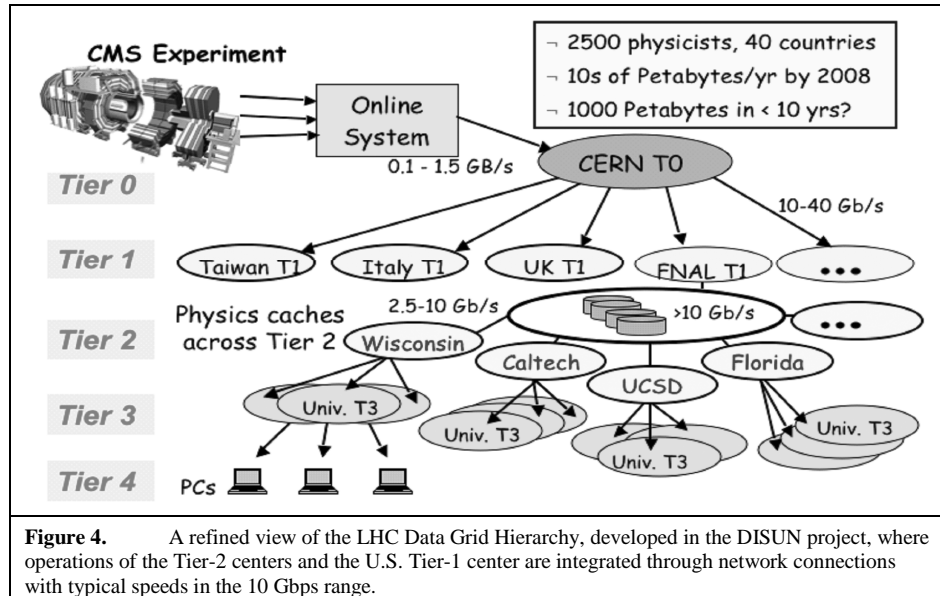 CMS Experiment
¬ 2500 physicists, 40 countries
¬ 10s of Petabytes/yr by 2008
¬ 1000 Petabytes in < 10 yrs?
Online
System
CERN T0
0.1 - 1.5 GB/s
Tier 0
10-40 Gb/s
Tier 1
Taiwan T1
Italy T1
UK T1
FNAL T1
...
2.5-10 Gb/s
>10 Gb/s
Physics caches
across Tier 2
Tier 2
Wisconsin
...
Caltech
UCSD
Florida
Tier 3
Univ. T3
Univ. T3
Univ. T3
Univ. T3
Tier 4
PCs
Figure 4. A refined view of the LHC Data Grid Hierarchy, developed in the DISUN project, where
operations of the Tier-2 centers and the U.S. Tier-1 center are integrated through network connections
with typical speeds in the 10 Gbps range.